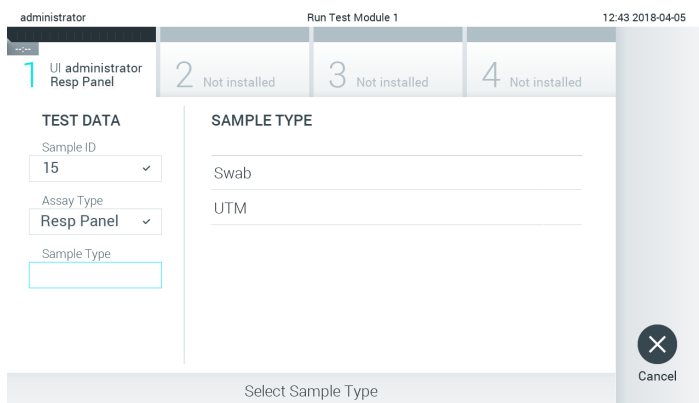 administrator Run Test Module 1 12:43 2018-04-05
--:--
1 UI administrator
Resp Panel
2 Not installed
3 Not installed
4 Not installed
TEST DATA
Sample ID
15
Assay Type
Resp Panel
Sample Type
SAMPLE TYPE
Swab
UTM
Cancel
Select Sample Type